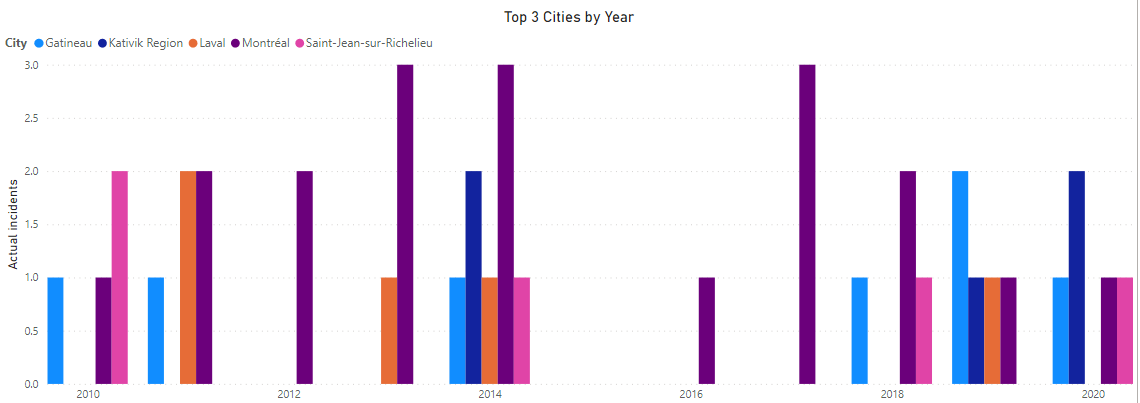 Top 3 Cities by Year
City Gatineau Kativik Region Laval Montréal Saint-Jean-sur-Richelieu
Actual incidents
3.0
2.5
2.0
1.5
1.0
0.5
0.0
2010 2012 2014 2016 2018 2020